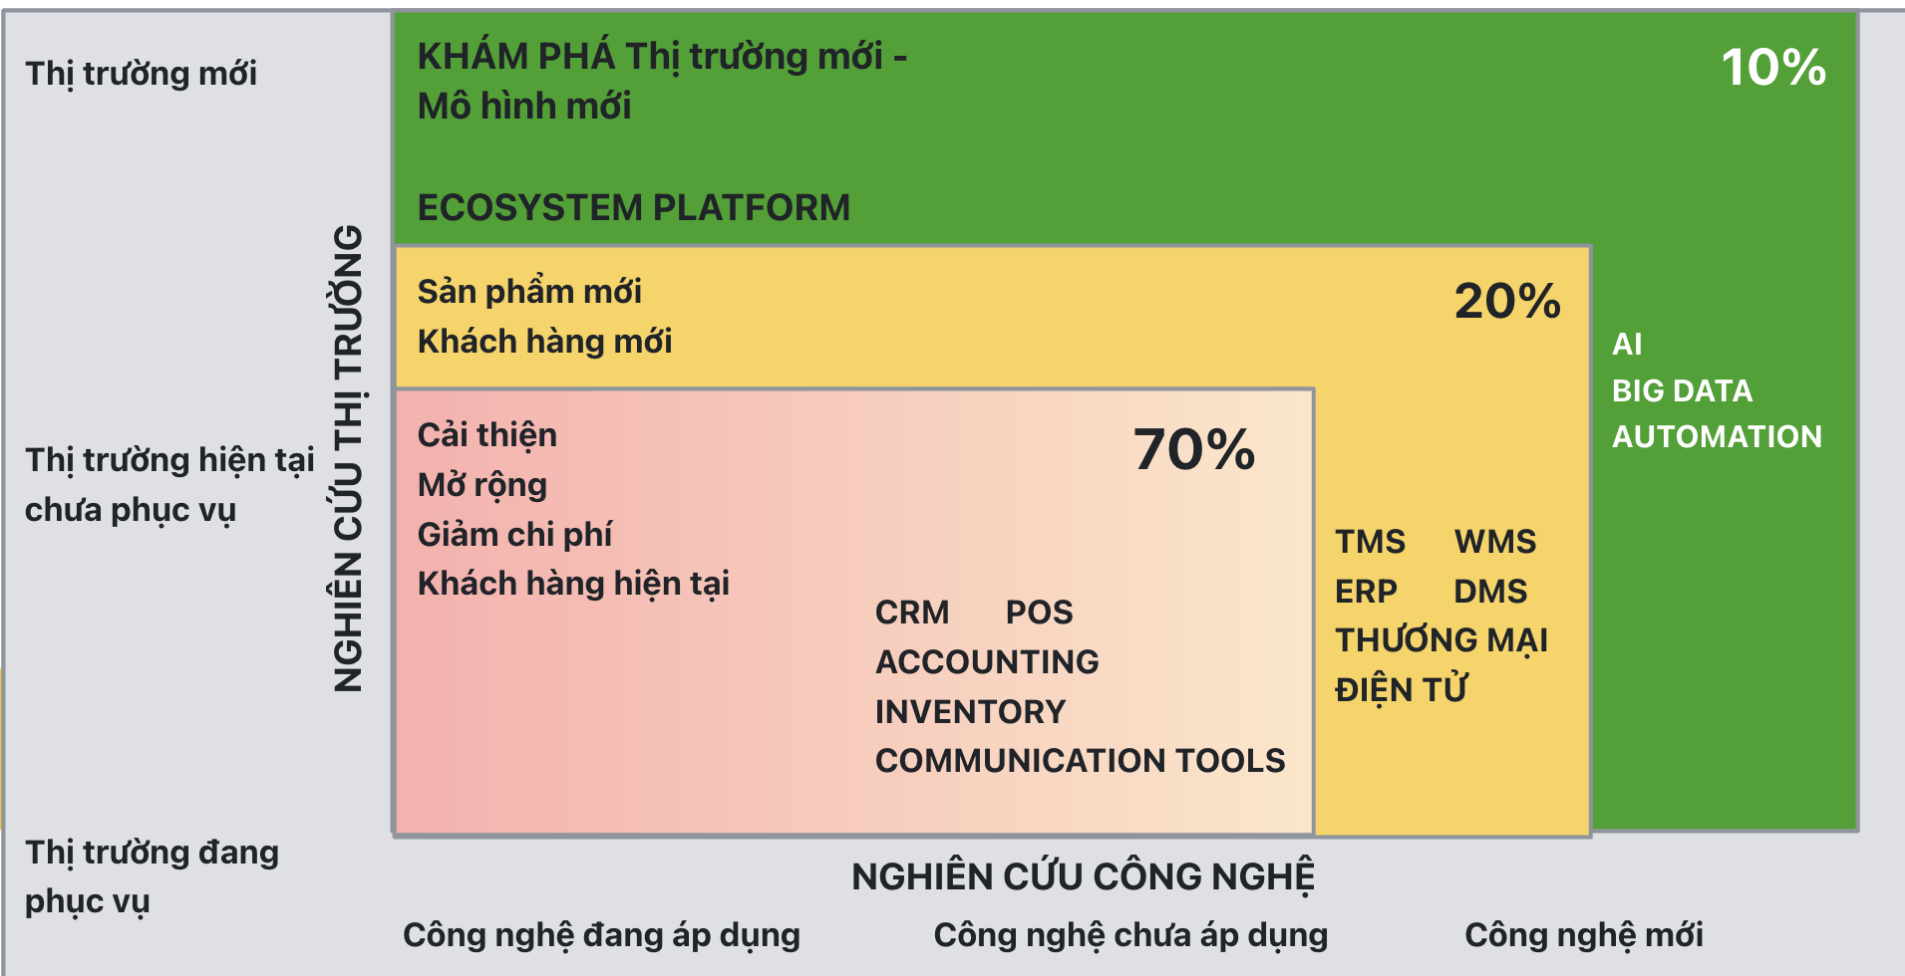 Thị trường mới
KHÁM PHÁ Thị trường mới -
Mô hình mới
10%
ECOSYSTEM PLATFORM
NGHIÊN CỨU THỊ TRƯỜNG
Sản phẩm mới
Khách hàng mới
20%
AI
BIG DATA
AUTOMATION
Thị trường hiện tại
chưa phục vụ
Cải thiện
Mở rộng
Giảm chi phí
Khách hàng hiện tại
70%
CRM POS
ACCOUNTING
INVENTORY
COMMUNICATION TOOLS
TMS WMS
ERP DMS
THƯƠNG MẠI
ĐIỆN TỬ
Thị trường đang
phục vụ
NGHIÊN CỨU CÔNG NGHỆ
Công nghệ đang áp dụng
Công nghệ chưa áp dụng
Công nghệ mới